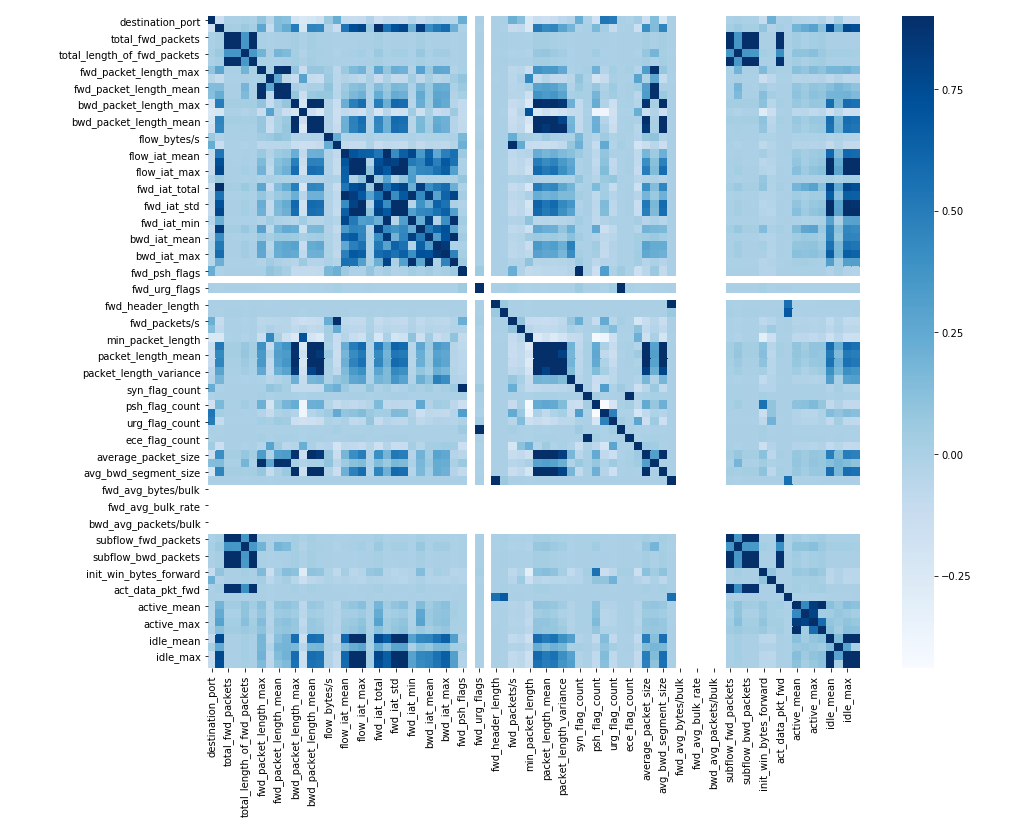 destination_port
total_fwd_packets
total_length_of_fwd_packets
fwd_packet_length_max
fwd_packet_length_mean
bwd_packet_length_max
bwd_packet_length_mean
flow_bytes/s
flow_iat_mean
flow_iat_max
fwd_iat_total
fwd_iat_std
fwd_iat_min
bwd_iat_mean
bwd_iat_max
fwd_psh_flags
fwd_urg_flags
fwd_header_length
fwd_packets/s
min_packet_length
packet_length_mean
packet_length_variance
syn_flag_count
psh_flag_count
urg_flag_count
ece_flag_count
average_packet_size
avg_bwd_segment_size
fwd_avg_bytes/bulk
fwd_avg_bulk_rate
bwd_avg_packets/bulk
subflow_fwd_packets
subflow_bwd_packets
init_win_bytes_forward
act_data_pkt_fwd
active_mean
active_max
idle_mean
idle_max
destination_port
total_fwd_packets
total_length_of_fwd_packets
fwd_packet_length_max
fwd_packet_length_mean
bwd_packet_length_max
bwd_packet_length_mean
flow_bytes/s
flow_iat_mean
flow_iat_max
fwd_iat_total
fwd_iat_std
fwd_iat_min
bwd_iat_mean
bwd_iat_max
fwd_psh_flags
fwd_urg_flags
fwd_header_length
fwd_packets/s
min_packet_length
packet_length_mean
packet_length_variance
syn_flag_count
psh_flag_count
urg_flag_count
ece_flag_count
average_packet_size
avg_bwd_segment_size
fwd_avg_bytes/bulk
fwd_avg_bulk_rate
bwd_avg_packets/bulk
subflow_fwd_packets
subflow_bwd_packets
init_win_bytes_forward
act_data_pkt_fwd
active_mean
active_max
idle_mean
idle_max
0.75
0.50
0.25
0.00
−0.25